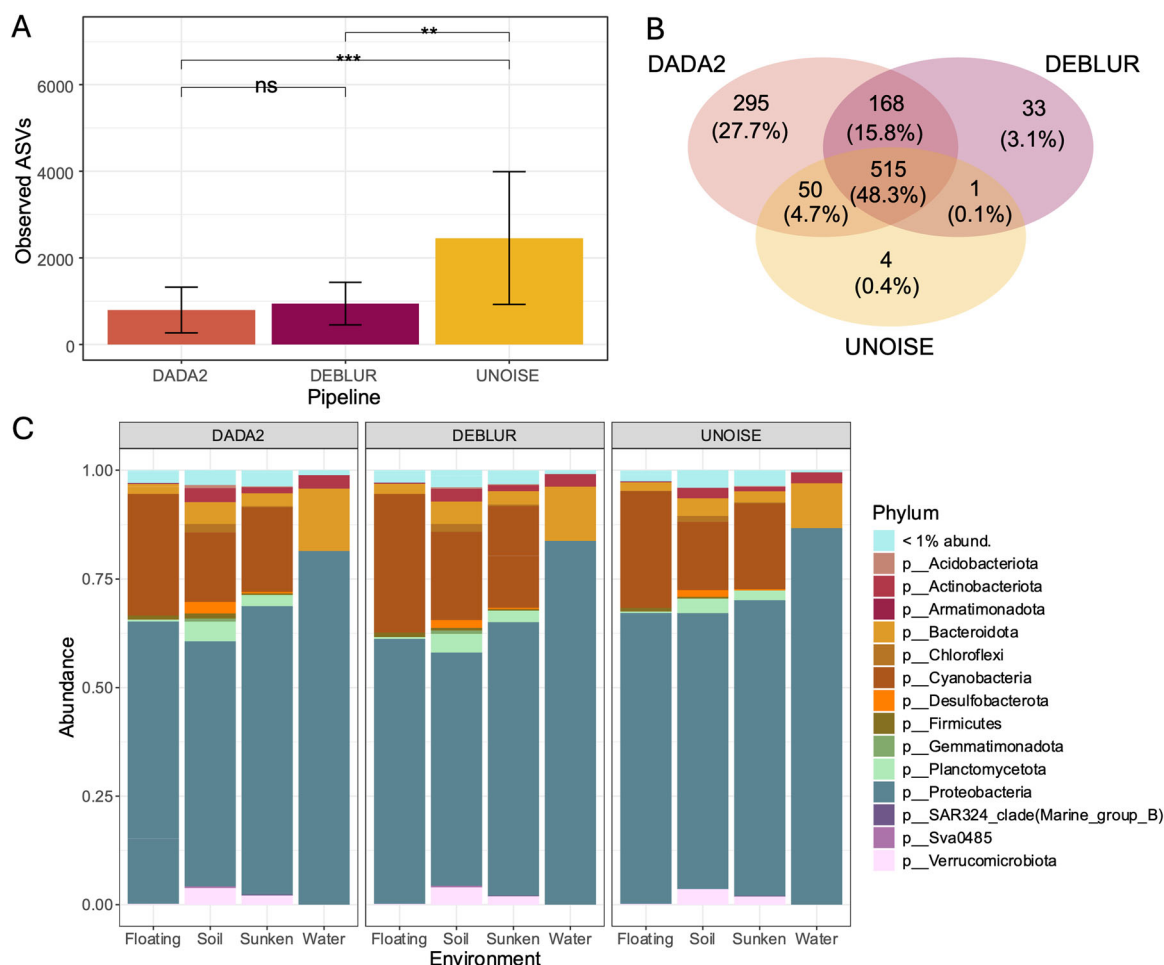 A
**
***
ns
6000
4000
2000
0
Observed ASVs
DADA2
DEBLUR
UNOISE
Pipeline
B
DADA2
DEBLUR
295
(27.7%)
168
(15.8%)
33
(3.1%)
515
(48.3%)
50
(4.7%)
1
(0.1%)
4
(0.4%)
UNOISE
C
DADA2
DEBLUR
UNOISE
1.00
0.75
0.50
0.25
0.00
Abundance
Floating Soil Sunken Water
Floating Soil Sunken Water
Floating Soil Sunken Water
Environment
Phylum
< 1% abund.
p__Acidobacteriota
p__Actinobacteriota
p__Armatimonadota
p__Bacteroidota
p__Chloroflexi
p__Cyanobacteria
p__Desulfobacterota
p__Firmicutes
p__Gemmatimonadota
p__Planctomycetota
p__Proteobacteria
p__SAR324_clade(Marine_group_B)
p__Sva0485
p__Verrucomicrobiota